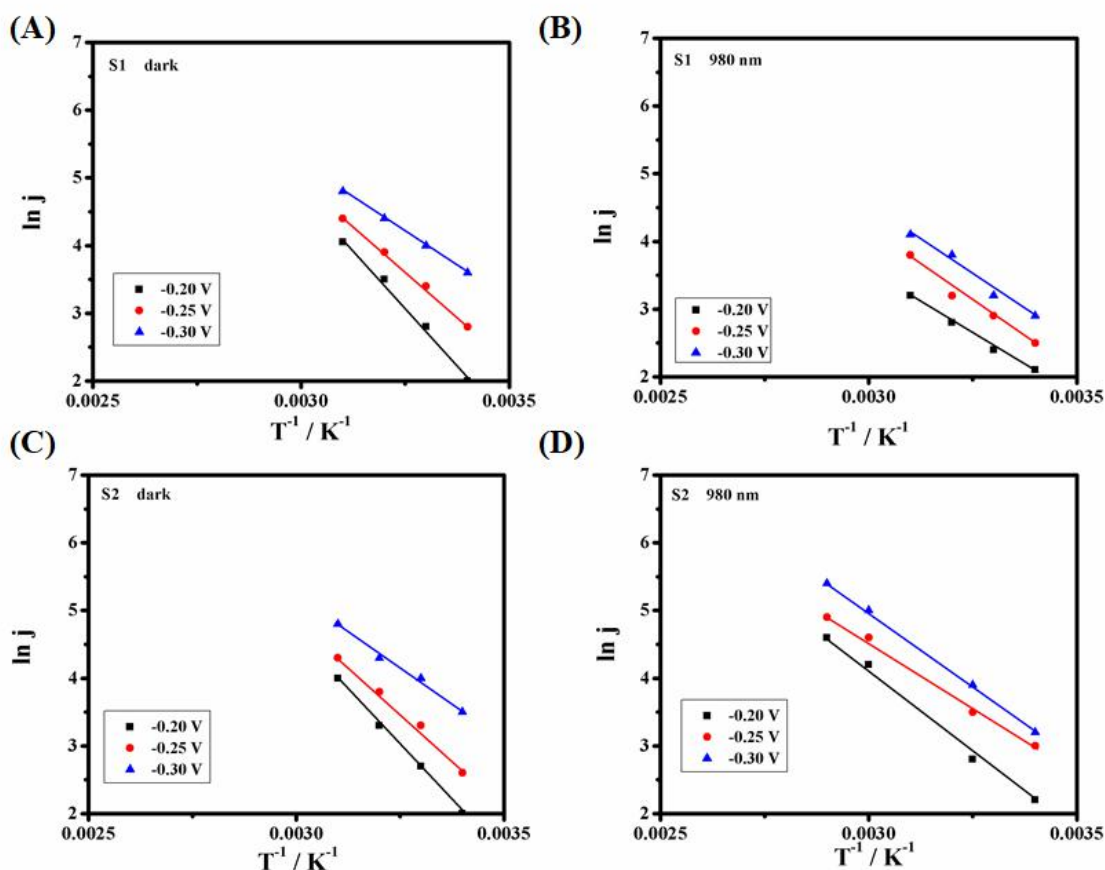 (A)
7
6
5
4
3
2
ln j
S1 dark
-0.20 V
-0.25 V
-0.30 V
0.0025
0.0030
0.0035
T⁻¹ / K⁻¹
(B)
7
6
5
4
3
2
ln j
S1 980 nm
-0.20 V
-0.25 V
-0.30 V
0.0025
0.0030
0.0035
T⁻¹ / K⁻¹
(C)
7
6
5
4
3
2
ln j
S2 dark
-0.20 V
-0.25 V
-0.30 V
0.0025
0.0030
0.0035
T⁻¹ / K⁻¹
(D)
7
6
5
4
3
2
ln j
S2 980 nm
-0.20 V
-0.25 V
-0.30 V
0.0025
0.0030
0.0035
T⁻¹ / K⁻¹